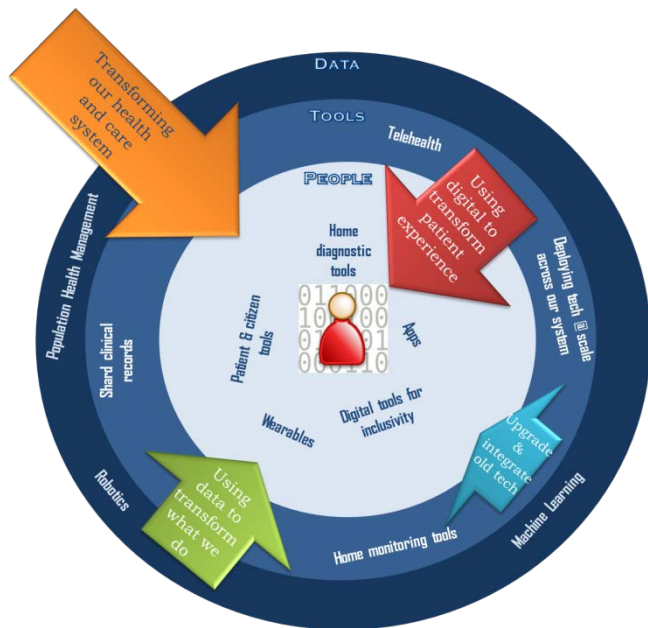 DATA
TOOLS
PEOPLE
Transforming
our health
and care
system
Telehealth
Using
digital to
transform
patient
experience
Home
diagnostic
tools
Population Health Management
Deploying tech @ scale
across our system
Shard clinical
records
Patient & citizen
tools
011000
Apps
000110
Wearables
Digital tools for
inclusivity
Upgrade
&
integrate
old tech
Using
data to
transform
what we
do
Robotics
Machine Learning
Home monitoring tools